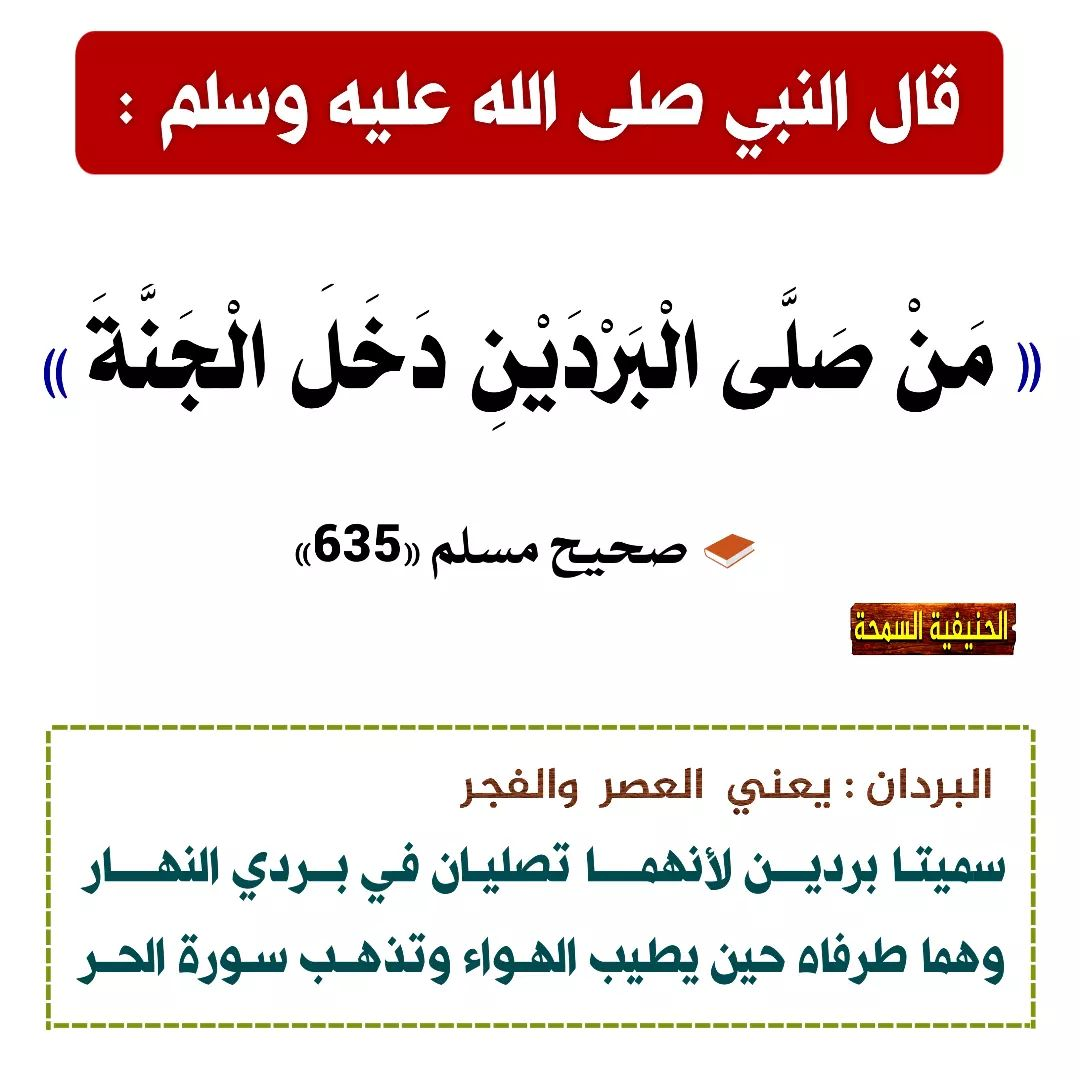 قال النبي صلى الله عليه وسلم :
(( مَنْ صَلَّى الْبَرْدَيْنِ دَخَلَ الْجَنَّةَ ))
صحيح مسلم ((635))
الحنيفية السمحة
البردان : يعني العصر والفجر
سميتا بردين لأنهما تصليان في بردي النهار
وهما طرفاه حين يطيب الهواء وتذهب سورة الحر